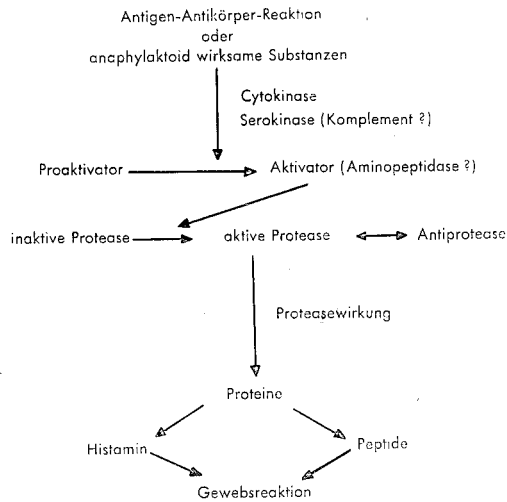 Antigen-Antikörper-Reaktion
oder
anaphylaktoid wirksame Substanzen
Cytokinase
Serokinase (Komplement ?)
Proaktivator
Aktivator (Aminopeptidase ?)
inaktive Protease
aktive Protease
Antiprotease
Proteasewirkung
Proteine
Histamin
Peptide
Gewebsreaktion